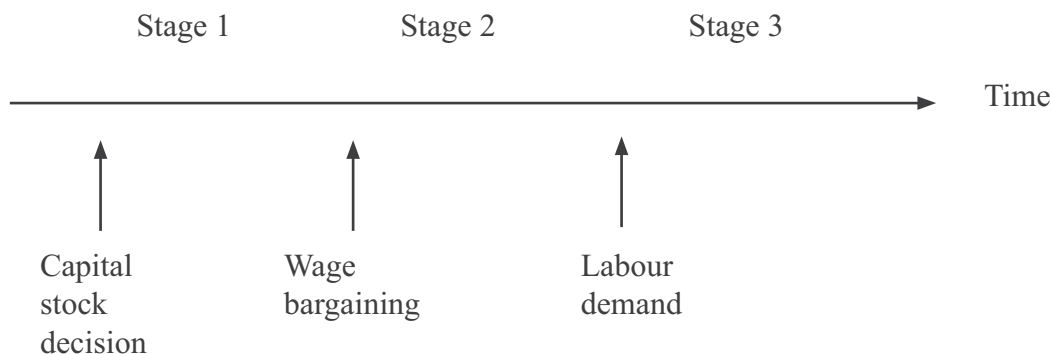 Stage 1 Stage 2 Stage 3
Time
Capital
stock
decision
Wage
bargaining
Labour
demand